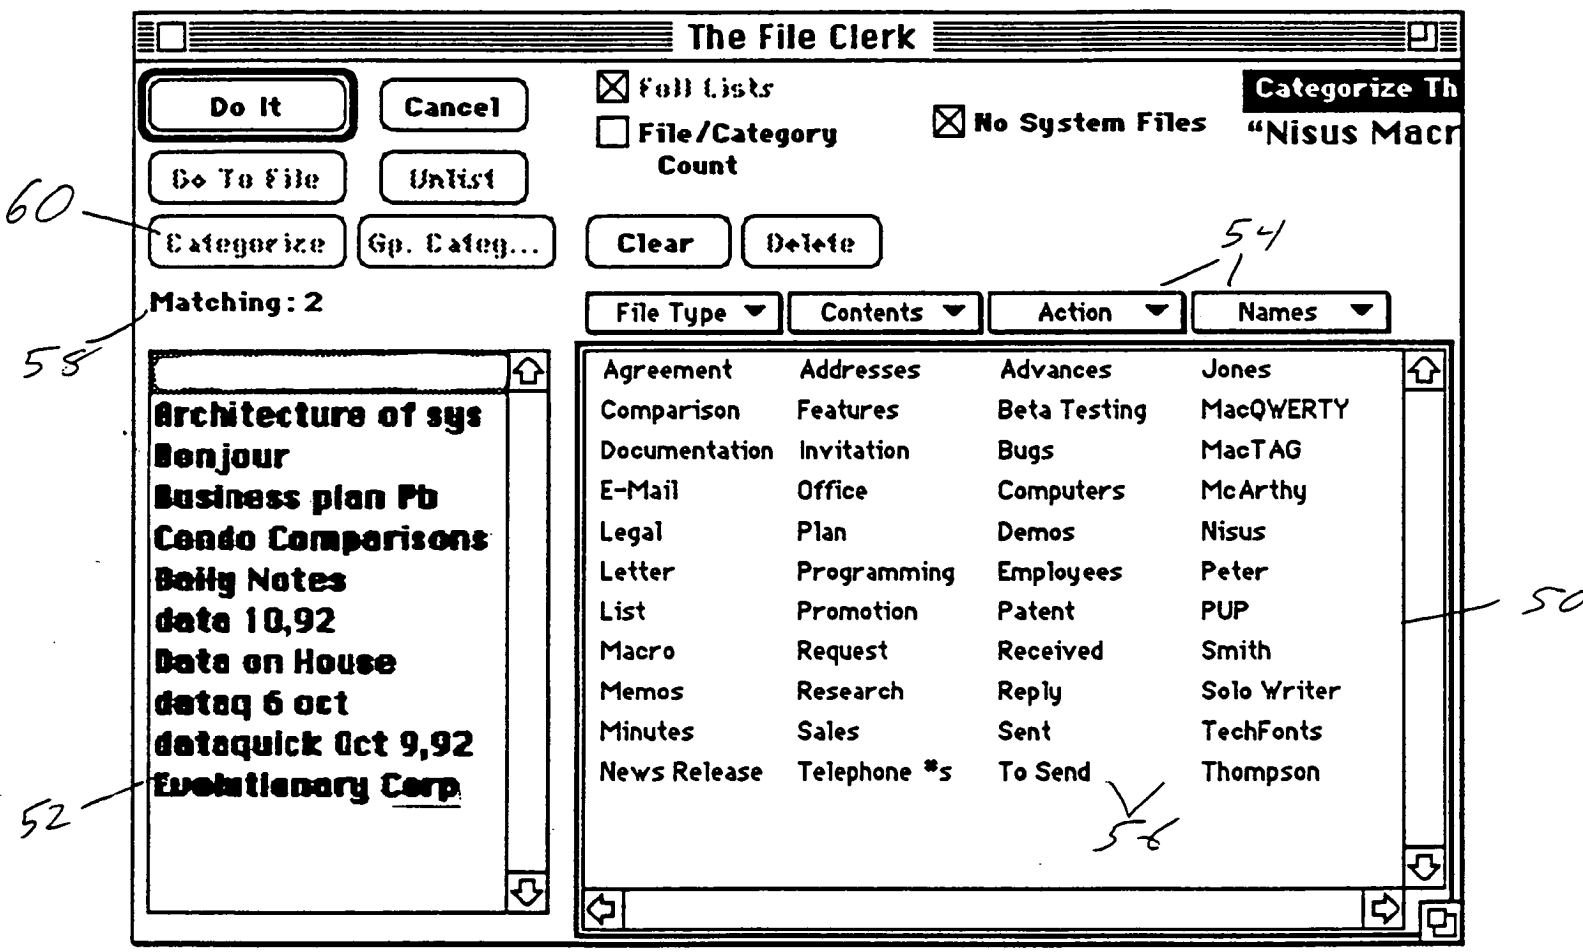 The File Clerk
Do It
Cancel
Full Lists
File/Category
Count
No System Files
Categorize Th
"Nisus Macr
Go To File
Unlist
60
Categorize
Gp. Categ...
Clear
Delete
54
Matching: 2
58
File Type
Contents
Action
Names
Architecture of sys
Bonjour
Business plan Pb
Condo Comparisons
Daily Notes
data 10,92
Data on House
dataq 6 oct
dataquick Oct 9,92
Evolutionary Corp
52
Agreement Addresses Advances Jones
Comparison Features Beta Testing MacQWERTY
Documentation Invitation Bugs MacTAG
E-Mail Office Computers McArthy
Legal Plan Demos Nisus
Letter Programming Employees Peter
List Promotion Patent PUP
Macro Request Received Smith
Memos Research Reply Solo Writer
Minutes Sales Sent TechFonts
News Release Telephone #s To Send Thompson
50
56